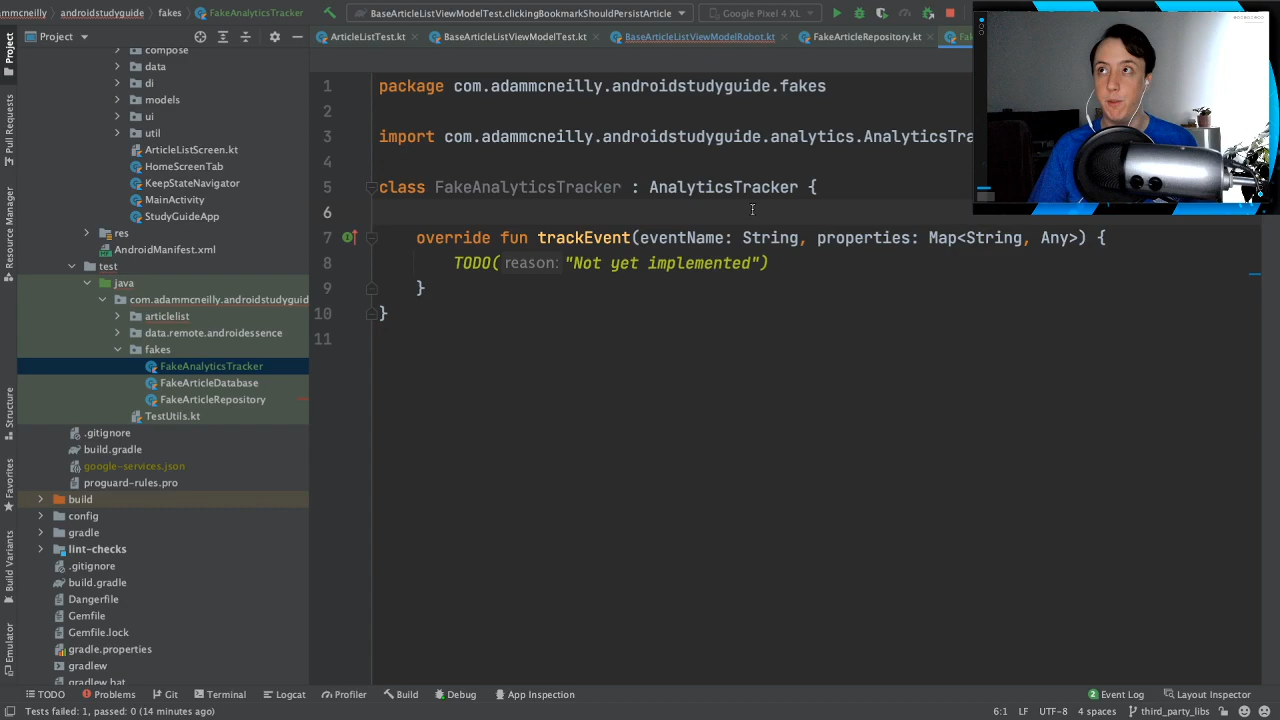 mcneilly
androidstudyguide
fakes
FakeAnalyticsTracker
BaseArticleListViewModelTest.clickingBookmarkShouldPersistArticle
Google Pixel 4 XL
Project
ArticleListTest.kt
BaseArticleListViewModelTest.kt
BaseArticleListViewModelRobot.kt
FakeArticleRepository.kt
compose
data
di
models
ui
util
ArticleListScreen.kt
HomeScreenTab
KeepStateNavigator
MainActivity
StudyGuideApp
res
AndroidManifest.xml
test
java
com.adammcneilly.androidstudyguid
articlelist
data.remote.androidessence
fakes
FakeAnalyticsTracker
FakeArticleDatabase
FakeArticleRepository
TestUtils.kt
.gitignore
build.gradle
google-services.json
proguard-rules.pro
build
config
gradle
lint-checks
.gitignore
build.gradle
Dangerfile
Gemfile
Gemfile.lock
gradle.properties
gradlew
gradlew.bat
Project
Pull Requests
Resource Manager
Structure
Favorites
Build Variants
Emulator
1 package com.adammcneilly.androidstudyguide.fakes
2
3 import com.adammcneilly.androidstudyguide.analytics.AnalyticsTra
4
5 class FakeAnalyticsTracker : AnalyticsTracker {
6
7 override fun trackEvent(eventName: String, properties: Map<String, Any>) {
8 TODO( reason: "Not yet implemented")
9 }
10 }
11
TODO
Problems
Git
Terminal
Logcat
Profiler
Build
Debug
App Inspection
2 Event Log
Layout Inspector
Tests failed: 1, passed: 0 (14 minutes ago)
6:1 LF UTF-8 4 spaces third_party_libs